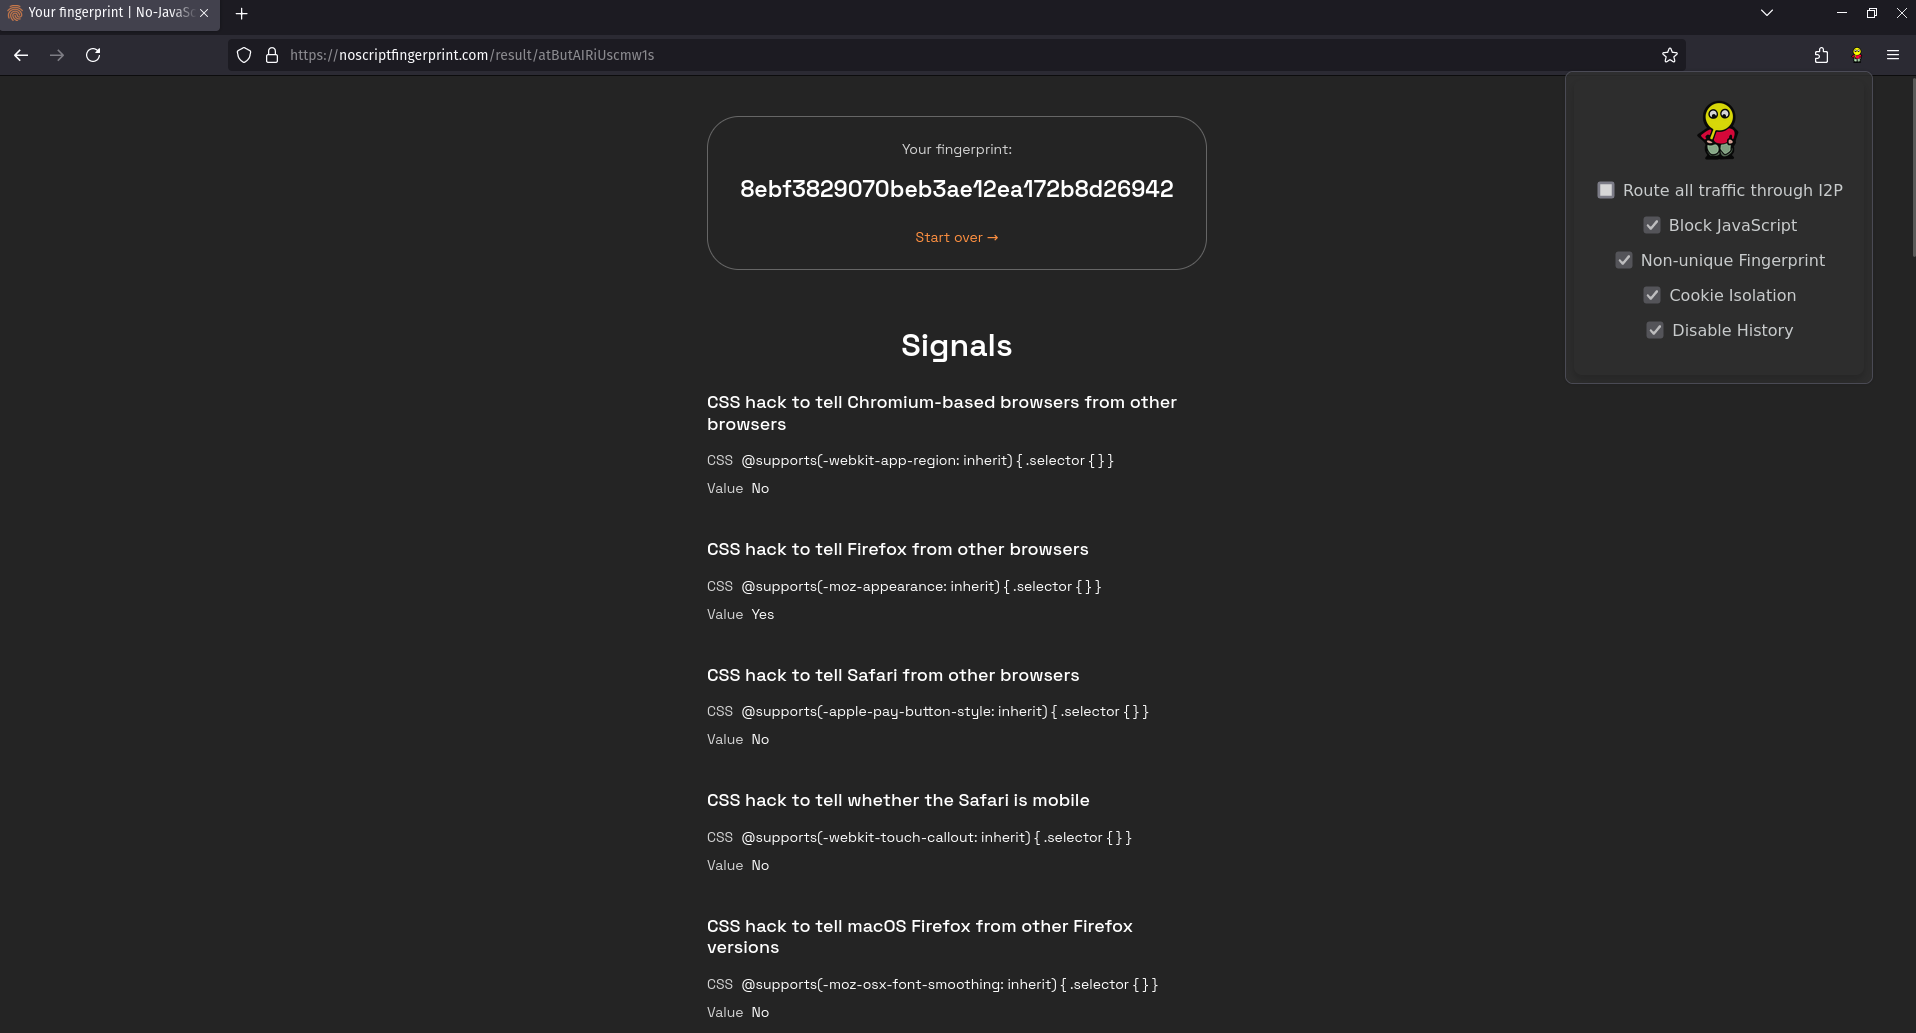 Your fingerprint | No-JavaSc
https://noscriptfingerprint.com/result/atButAIRiUscmw1s
Route all traffic through I2P
Block JavaScript
Non-unique Fingerprint
Cookie Isolation
Disable History
Your fingerprint:
8ebf3829070beb3ae12ea172b8d26942
Start over →
Signals
CSS hack to tell Chromium-based browsers from other
browsers
CSS @supports(-webkit-app-region: inherit) { .selector { } }
Value No
CSS hack to tell Firefox from other browsers
CSS @supports(-moz-appearance: inherit) { .selector { } }
Value Yes
CSS hack to tell Safari from other browsers
CSS @supports(-apple-pay-button-style: inherit) { .selector { } }
Value No
CSS hack to tell whether the Safari is mobile
CSS @supports(-webkit-touch-callout: inherit) { .selector { } }
Value No
CSS hack to tell macOS Firefox from other Firefox
versions
CSS @supports(-moz-osx-font-smoothing: inherit) { .selector { } }
Value No